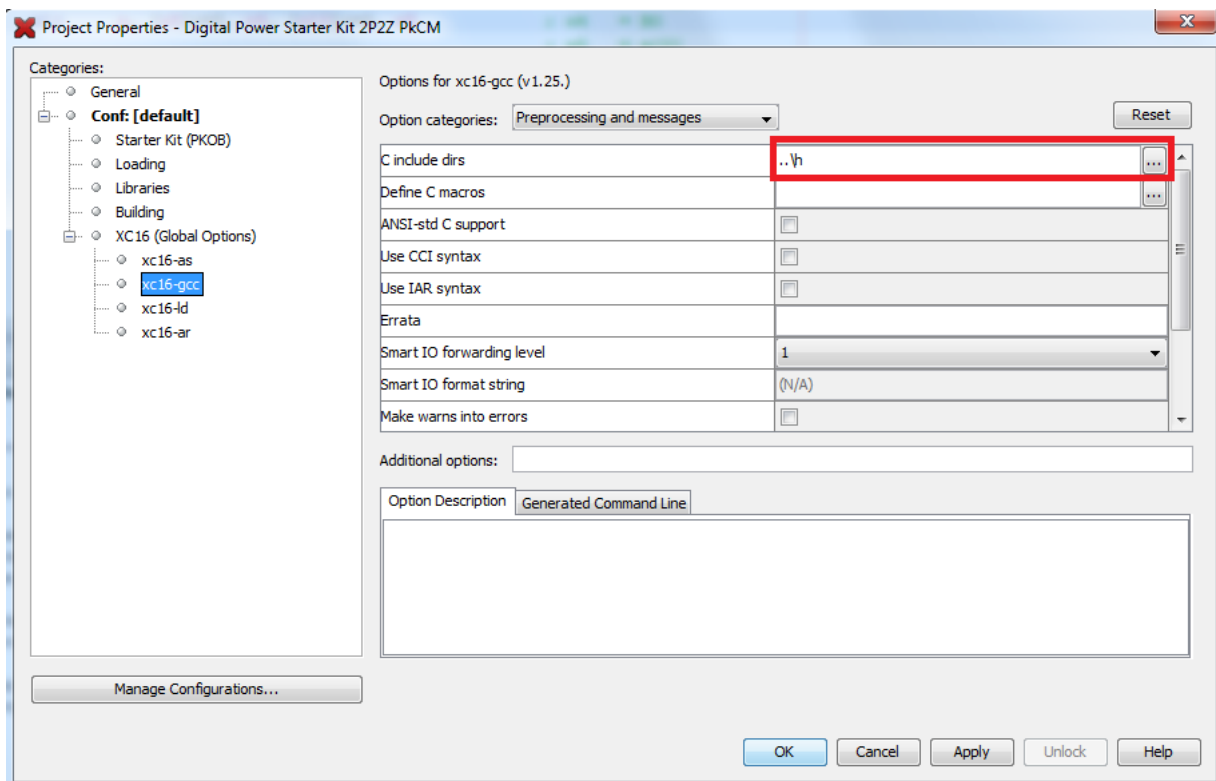 Project Properties - Digital Power Starter Kit 2P2Z PkCM
Categories:
General
Conf: [default]
Starter Kit (PKOB)
Loading
Libraries
Building
XC16 (Global Options)
xc16-as
xc16-gcc
xc16-ld
xc16-ar
Manage Configurations...
Options for xc16-gcc (v1.25.)
Option categories: Preprocessing and messages Reset
C include dirs ..\h ...
Define C macros ...
ANSI-std C support
Use CCI syntax
Use IAR syntax
Errata
Smart IO forwarding level 1
Smart IO format string (N/A)
Make warns into errors
Additional options:
Option Description Generated Command Line
OK Cancel Apply Unlock Help